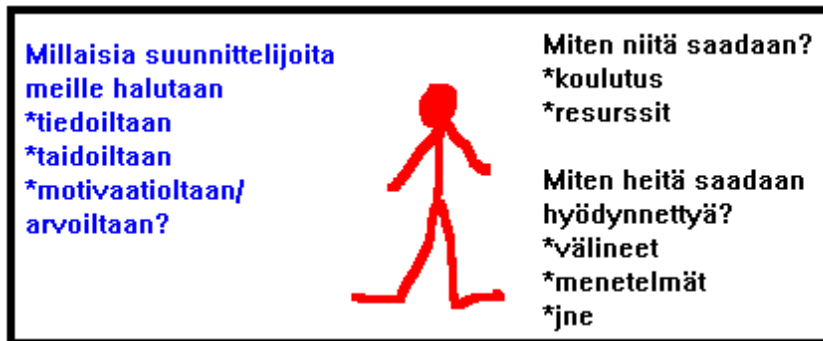 Millaisia suunnittelijoita
meille halutaan
*tiedoiltaan
*taidoiltaan
*motivaatioltaan/
arvoiltaan?
Miten niitä saadaan?
*koulutus
*resurssit
Miten heitä saadaan
hyödynnettyä?
*välineet
*menetelmät
*jne